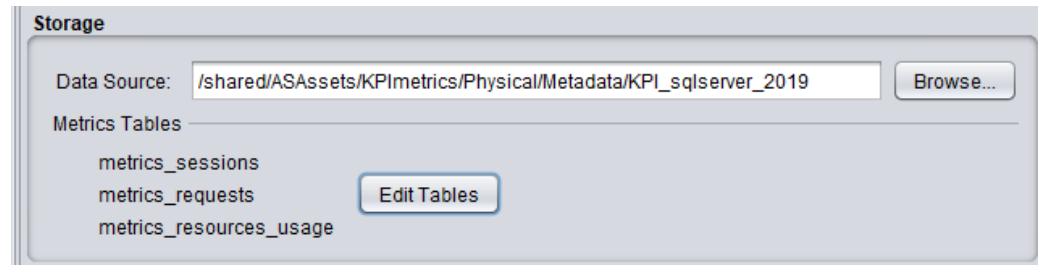 Storage
Data Source: /shared/ASAssets/KPImetrics/Physical/Metadata/KPI_sqlserver_2019 Browse...
Metrics Tables
metrics_sessions
metrics_requests Edit Tables
metrics_resources_usage